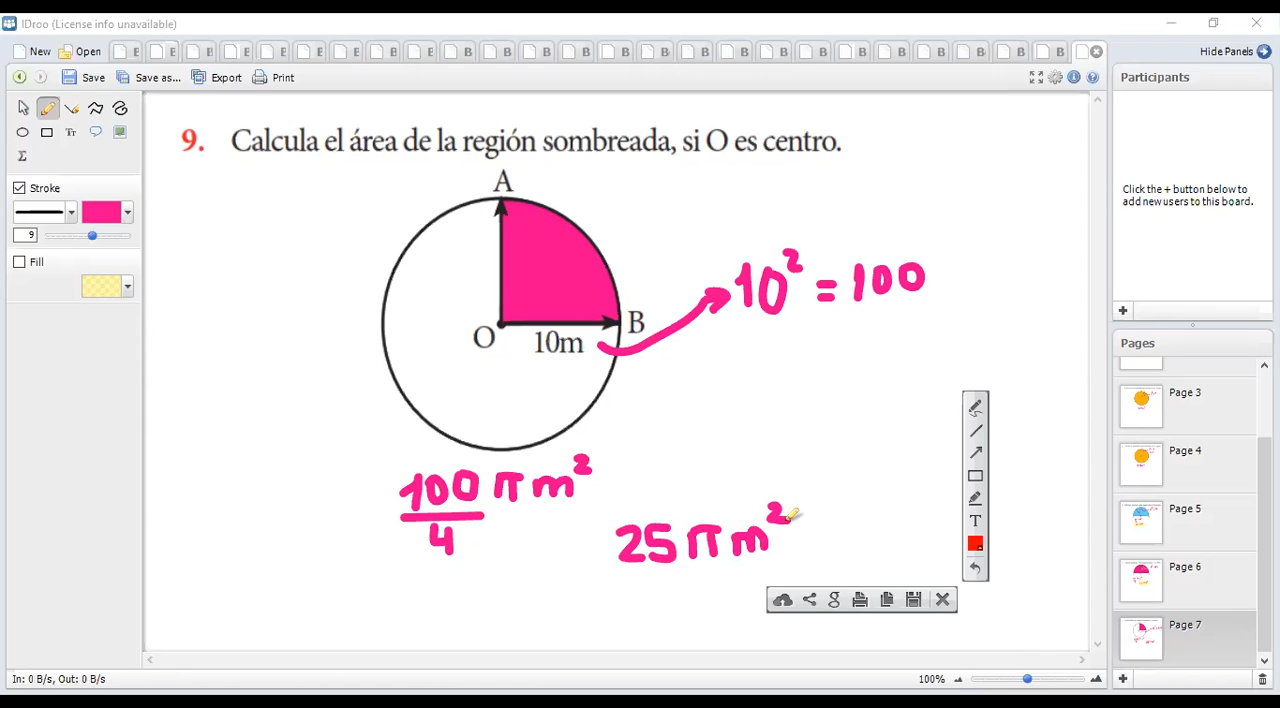 IDroo (License info unavailable)
New Open E E B E E E E B E B B B B B B B B B B B B B B B Hide Panels
Save Save as... Export Print
Participants
Click the + button below to
add new users to this board.
Stroke
9
Fill
9. Calcula el área de la región sombreada, si O es centro.
A
10² = 100
O B
10m
100 π m²
4
25 π m²
T
g
Pages
Page 3
Page 4
Page 5
Page 6
Page 7
In: 0 B/s, Out: 0 B/s
100%